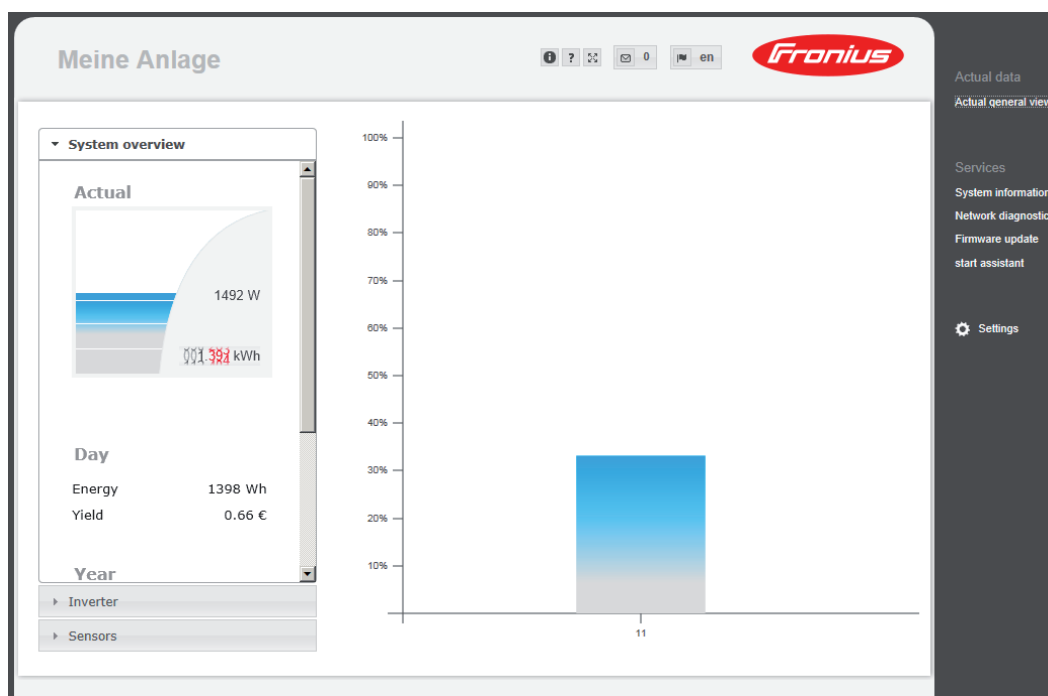 Meine Anlage
i ? 0 en
Fronius
System overview
Actual
1492 W
kWh
Day
Energy 1398 Wh
Yield 0.66 €
Year
Inverter
Sensors
100%
90%
80%
70%
60%
50%
40%
30%
20%
10%
11
Actual data
Actual general view
Services
System information
Network diagnostic
Firmware update
start assistant
Settings